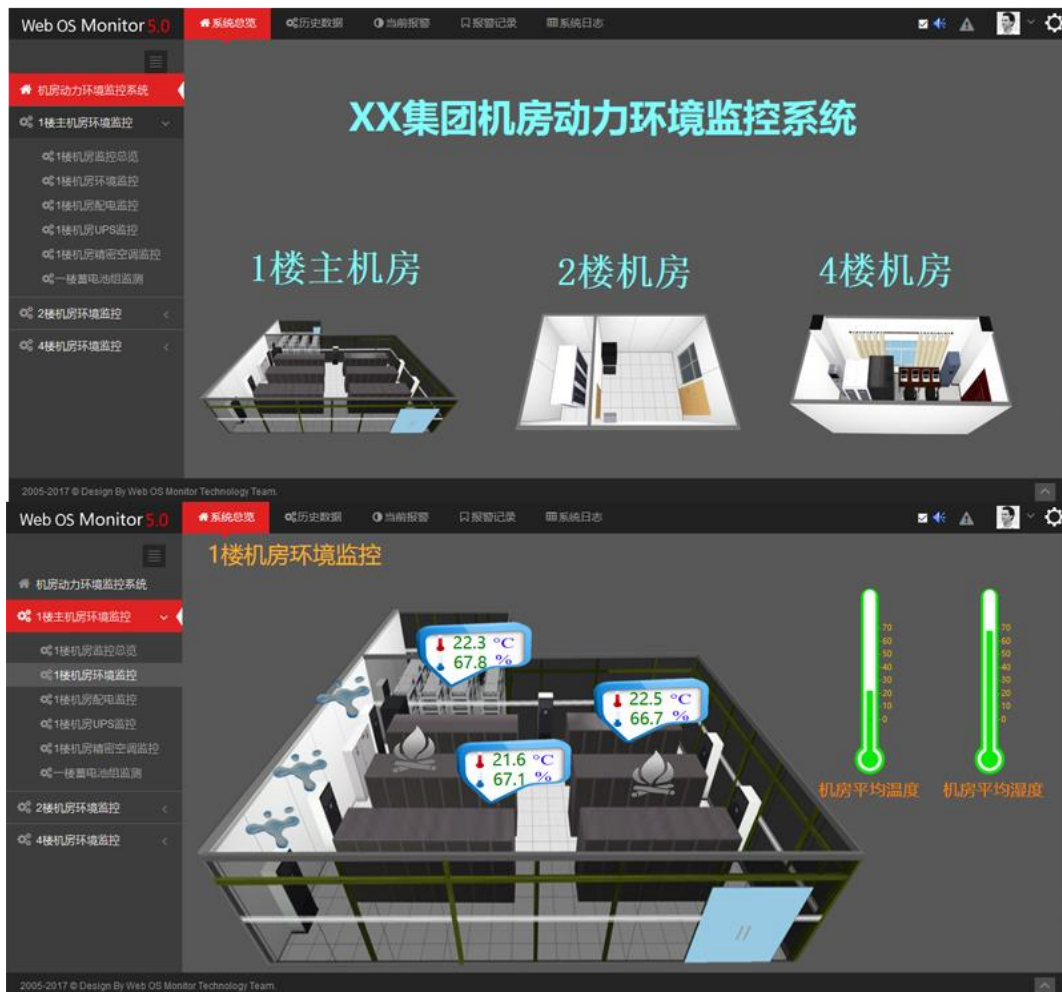 Web OS Monitor 5.0
系统总览 历史数据 当前报警 报警记录 系统日志
机房动力环境监控系统
1楼主机房环境监控
1楼机房监控总览
1楼机房环境监控
1楼机房配电监控
1楼机房UPS监控
1楼机房精密空调监控
一楼蓄电池组监测
2楼机房环境监控
4楼机房环境监控
XX集团机房动力环境监控系统
1楼主机房 2楼机房 4楼机房
2005-2017 © Design By Web OS Monitor Technology Team.
Web OS Monitor 5.0
系统总览 历史数据 当前报警 报警记录 系统日志
机房动力环境监控系统
1楼主机房环境监控
1楼机房监控总览
1楼机房环境监控
1楼机房配电监控
1楼机房UPS监控
1楼机房精密空调监控
一楼蓄电池组监测
2楼机房环境监控
4楼机房环境监控
1楼机房环境监控
22.3 °C
67.8 %
22.5 °C
66.7 %
21.6 °C
67.1 %
70
60
50
40
30
20
10
0
机房平均温度
70
60
50
40
30
20
10
0
机房平均湿度
2005-2017 © Design By Web OS Monitor Technology Team.